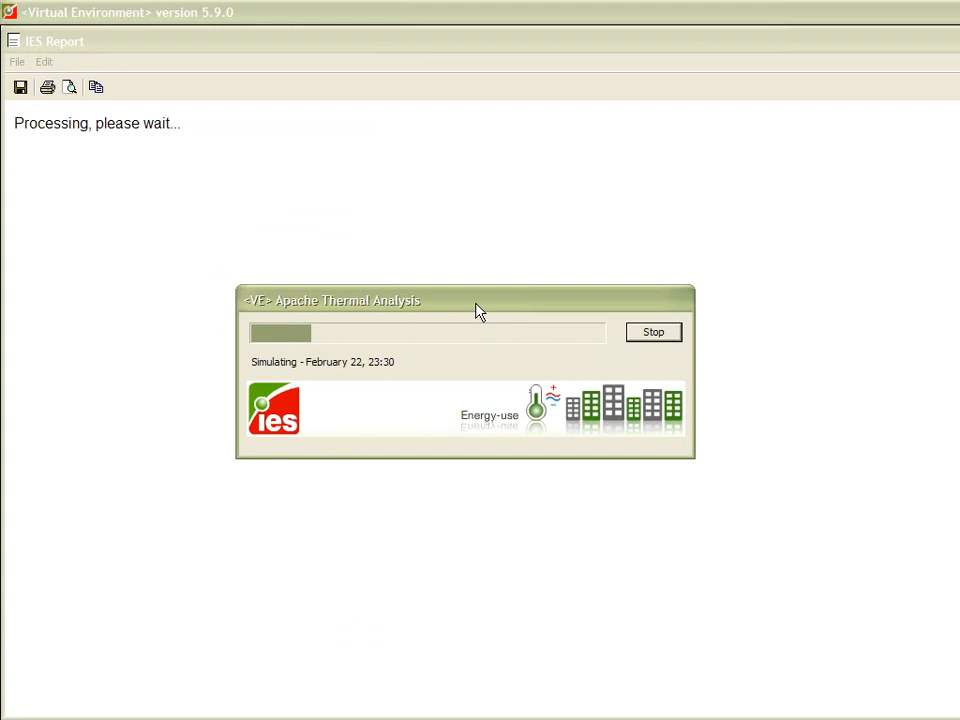 <Virtual Environment> version 5.9.0
IES Report
File Edit
Processing, please wait...
<VE> Apache Thermal Analysis
Stop
Simulating - February 22, 23:30
ies
Energy-use